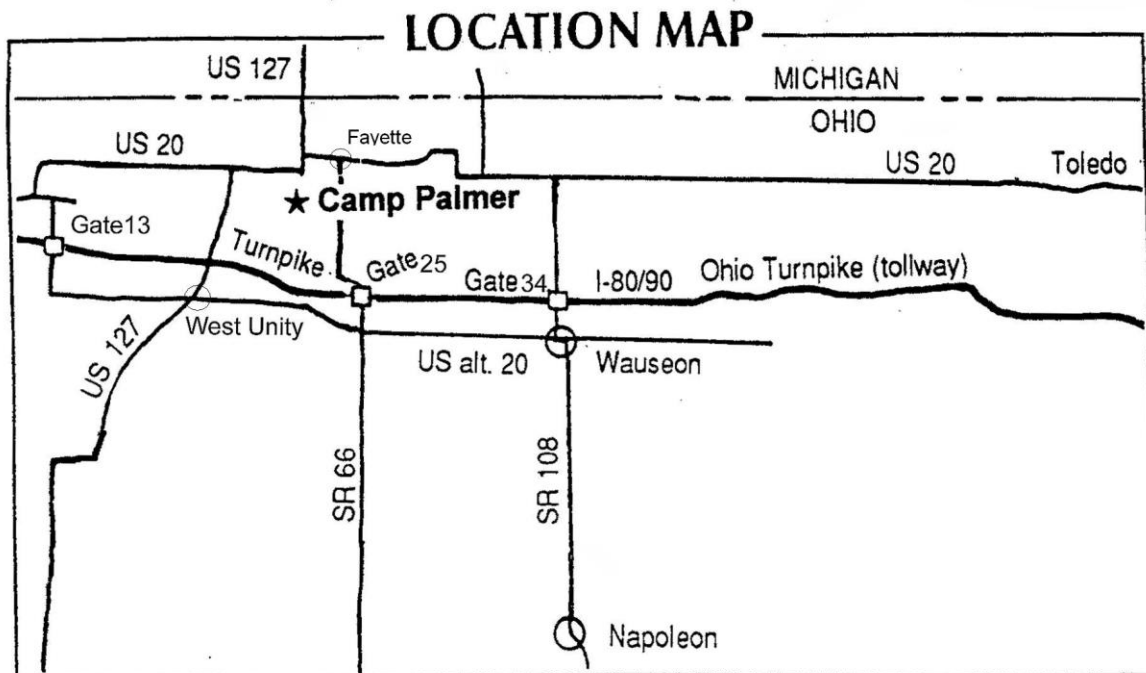 LOCATION MAP
US 127
MICHIGAN
OHIO
US 20
Fayette
US 20
Toledo
Camp Palmer
Gate13
Turnpike
Gate25
Gate34
I-80/90
Ohio Turnpike (tollway)
West Unity
US 127
US alt. 20
Wauseon
SR 66
SR 108
Napoleon